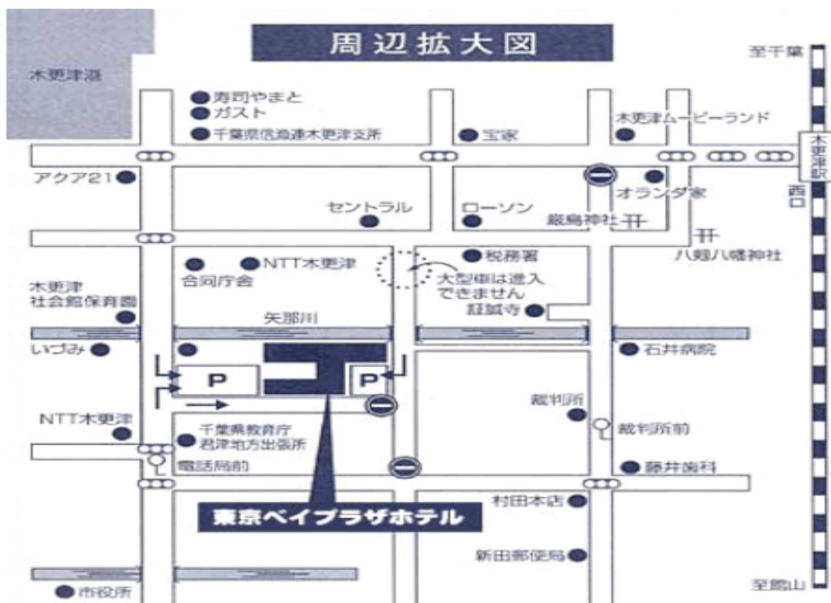 周辺拡大図
至千葉
木更津港
寿司やまと
ガスト
千葉県信漁連木更津支所
宝家
木更津ムービーランド
木更津駅
西口
アクア21
オランダ家
セントラル
ローソン
厳島神社
税務署
八剱八幡神社
NTT木更津
合同庁舎
大型車は進入
できません
木更津
社会館保育園
証誠寺
矢那川
いづみ
石井病院
P
P
裁判所
NTT木更津
千葉県教育庁
君津地方出張所
裁判所前
電話局前
藤井歯科
東京ベイプラザホテル
村田本店
新田郵便局
市役所
至館山